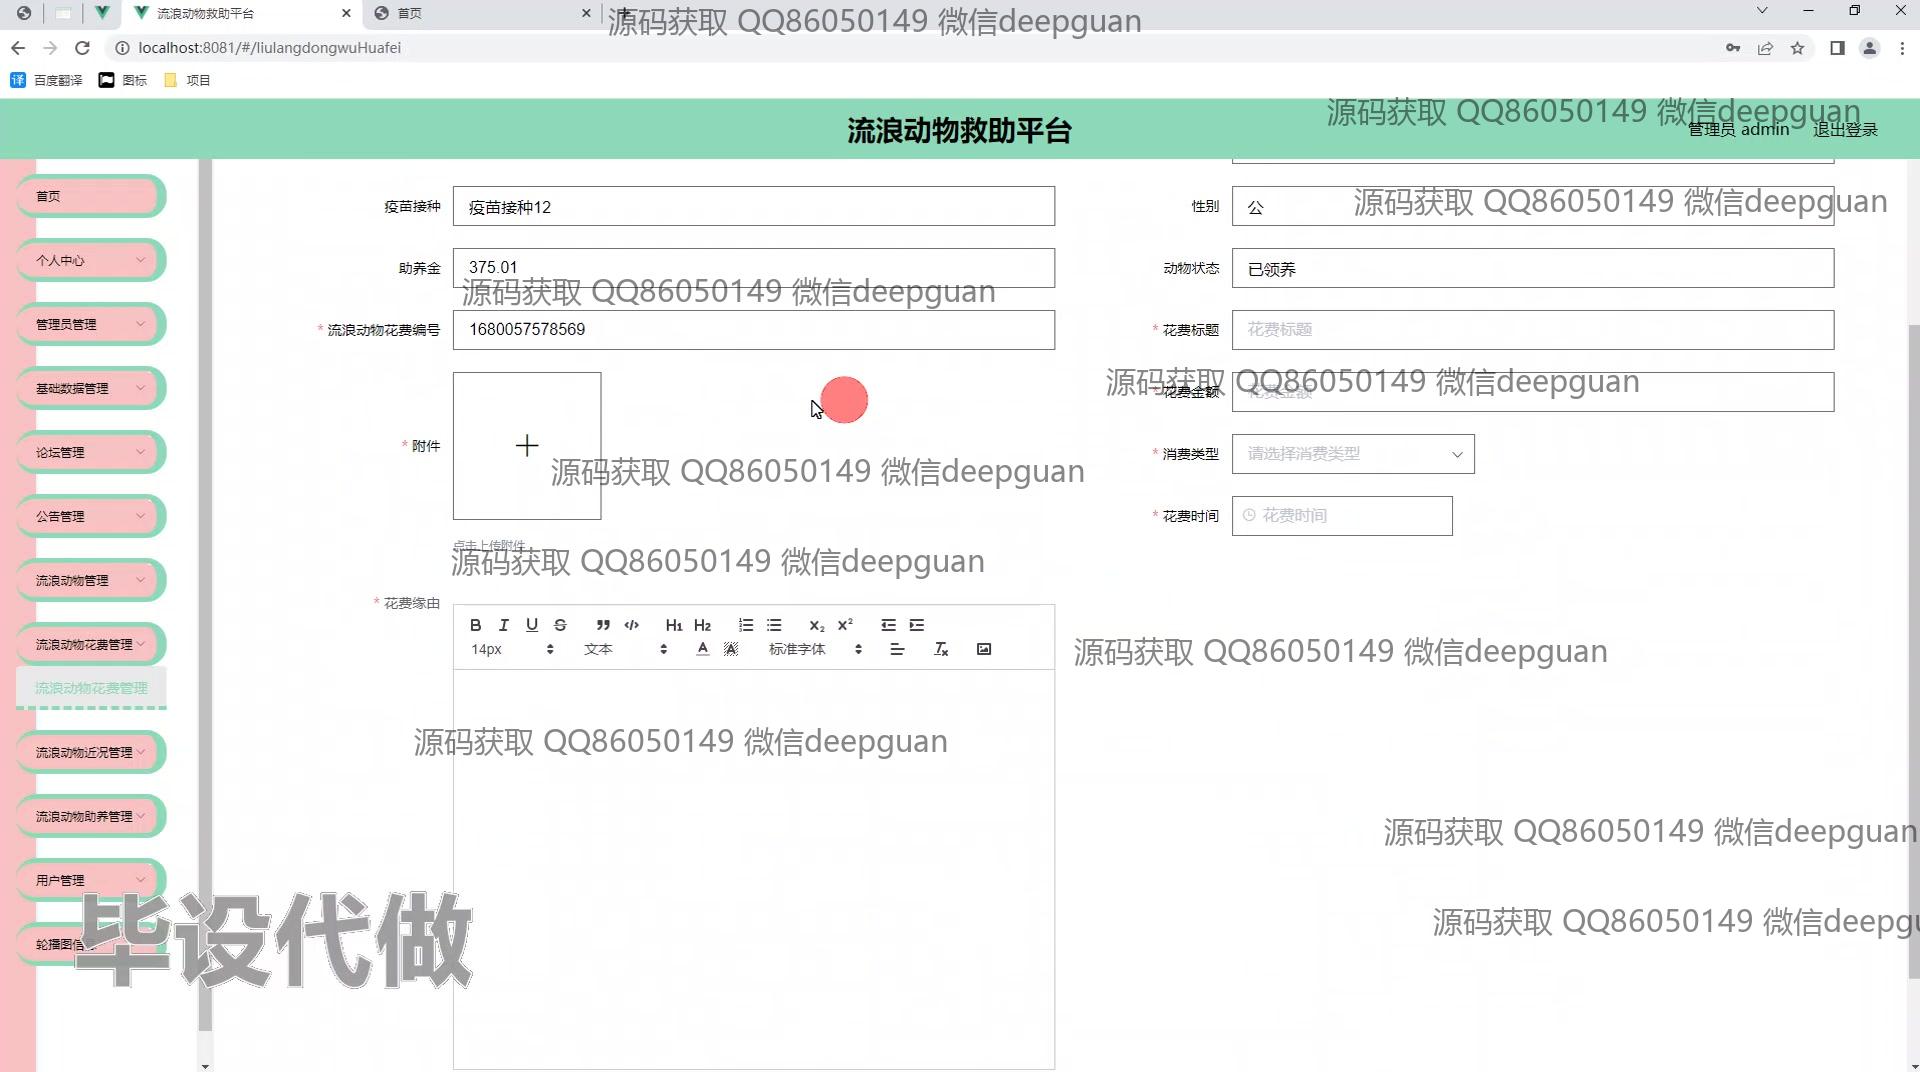 流浪动物救助平台
首页
源码获取 QQ86050149 微信deepguan
localhost:8081/#/liulangdongwuHuafei
译 百度翻译 图标 项目
流浪动物救助平台
源码获取 QQ86050149 微信deepguan
管理员 admin 退出登录
首页
个人中心
管理员管理
基础数据管理
论坛管理
公告管理
流浪动物管理
流浪动物花费管理
流浪动物花费管理
流浪动物近况管理
流浪动物助养管理
用户管理
轮播图信
毕设代做
疫苗接种 疫苗接种12
性别 公
源码获取 QQ86050149 微信deepguan
助养金 375.01
动物状态 已领养
源码获取 QQ86050149 微信deepguan
* 流浪动物花费编号 1680057578569
* 花费标题 花费标题
* 花费金额 花费金额
源码获取 QQ86050149 微信deepguan
* 附件
* 消费类型 请选择消费类型
源码获取 QQ86050149 微信deepguan
* 花费时间 花费时间
点击上传附件
源码获取 QQ86050149 微信deepguan
* 花费缘由
B I U S ” </> H1 H2 X2 X2
14px 文本 A A 标准字体 Tx
源码获取 QQ86050149 微信deepguan
源码获取 QQ86050149 微信deepguan
源码获取 QQ86050149 微信deepguan
源码获取 QQ86050149 微信deepgu